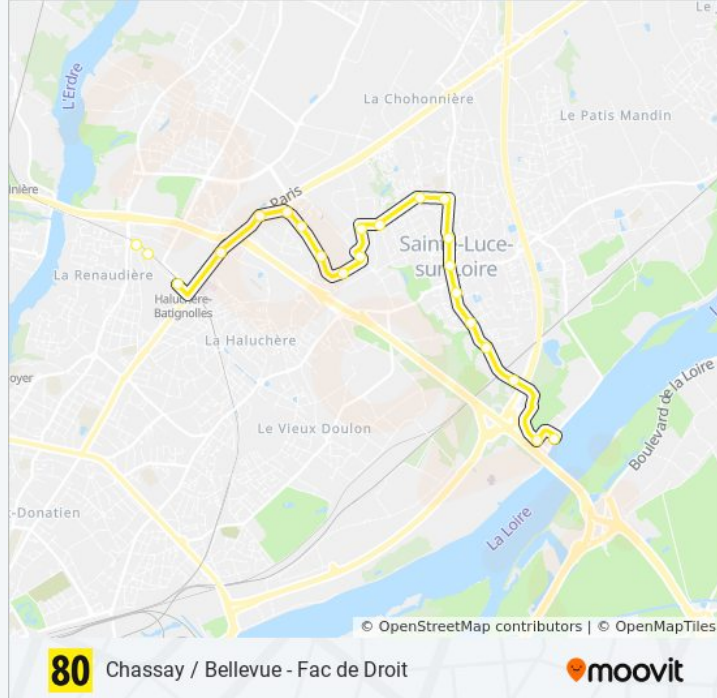 Le
L'Erdre
La Chohonnière
Le Patis Mandin
inière
Paris
Sainte-Luce-
sur-Loire
La Renaudière
Haluchère-
Batignolles
La Haluchère
oyer
Boulevard de la Loire
Le Vieux Doulon
t-Donatien
La Loire
© OpenStreetMap contributors | © OpenMapTiles
80 Chassay / Bellevue - Fac de Droit
moovit